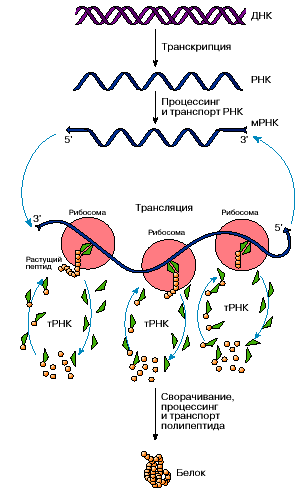 ДНК
Транскрипция
РНК
Процессинг
и транспорт РНК
мРНК
5'
3'
3'
Рибосома
Трансляция
Рибосома
5'
Рибосома
Растущий
пептид
тРНК
тРНК
тРНК
Сворачивание,
процессинг
и транспорт
полипептида
Белок